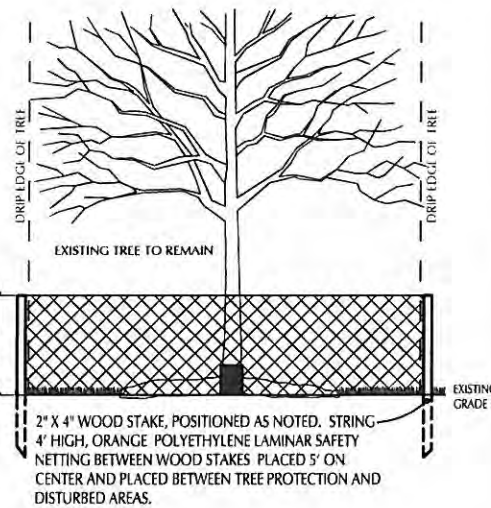 DRIP EDGE OF TREE
DRIP EDGE OF TREE
EXISTING TREE TO REMAIN
EXISTING
GRADE
2" X 4" WOOD STAKE, POSITIONED AS NOTED. STRING
4' HIGH, ORANGE POLYETHYLENE LAMINAR SAFETY
NETTING BETWEEN WOOD STAKES PLACED 5' ON
CENTER AND PLACED BETWEEN TREE PROTECTION AND
DISTURBED AREAS.